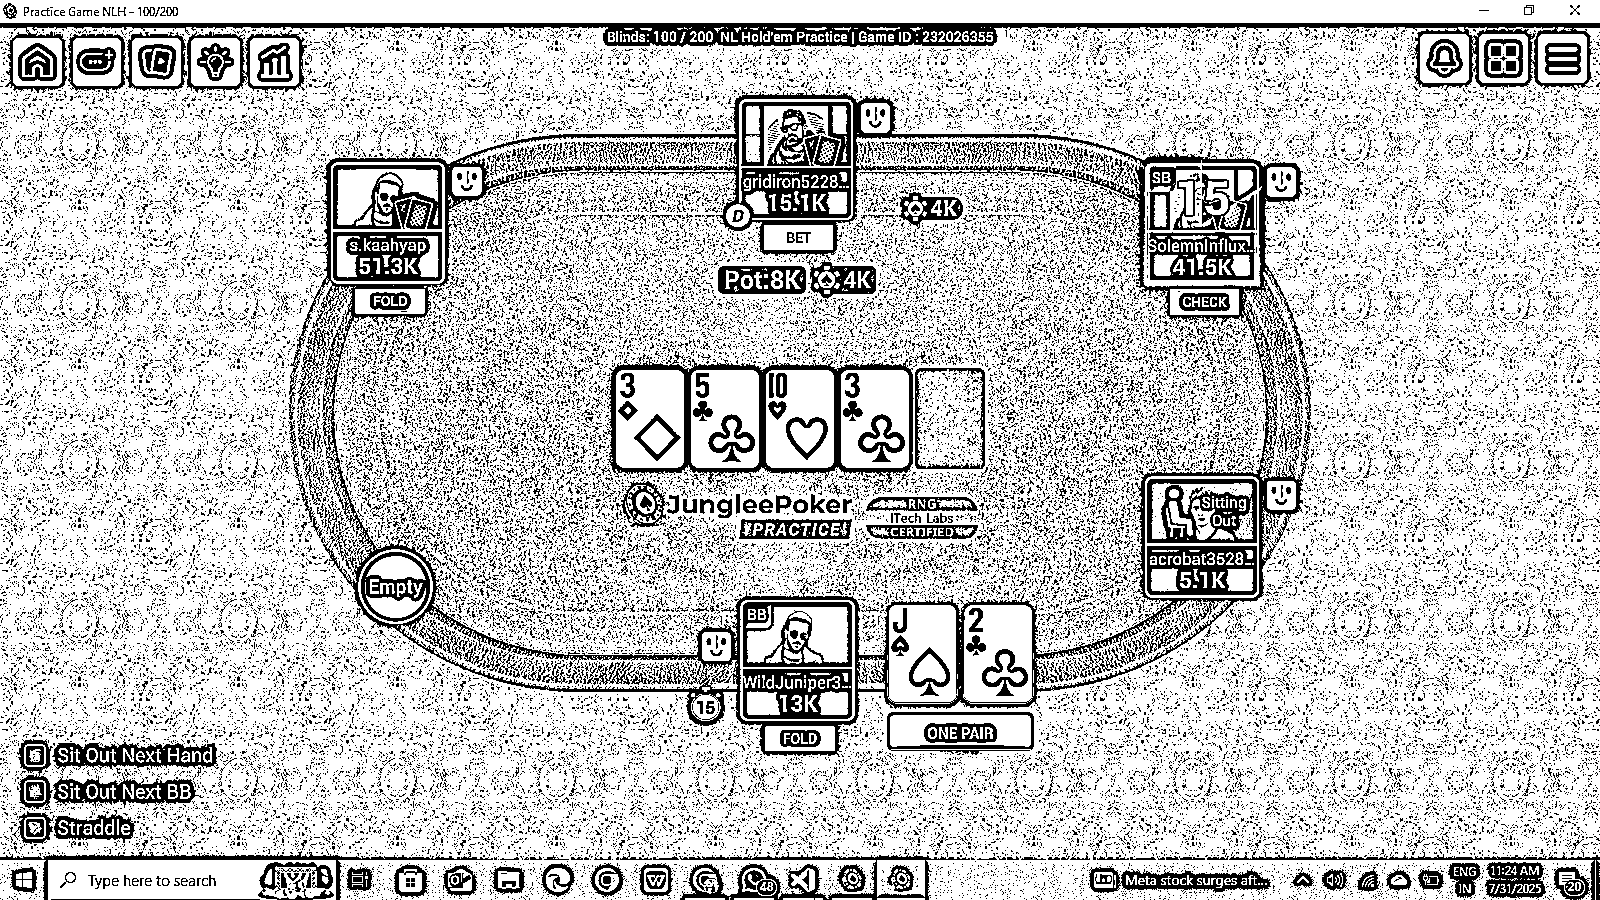 Practice Game NLH - 100/200
Blinds: 100 / 200 NL Hold'em Practice | Game ID : 232026355
gridiron5228...
15.1K
D
BET
4K
s.kaahyap
51.3K
FOLD
SB
15
SolemnInflux...
41.5K
CHECK
Pot:8K
4K
3
5
10
3
JungleePoker
PRACTICE!
RNG
iTech Labs
CERTIFIED
Sitting
Out
acrobat3528...
5.1K
Empty
BB
WildJuniper3...
13K
15
FOLD
J
2
ONE PAIR
Sit Out Next Hand
Sit Out Next BB
Straddle
Type here to search
48
Meta stock surges aft...
ENG
IN
11:24 AM
7/31/2025
20